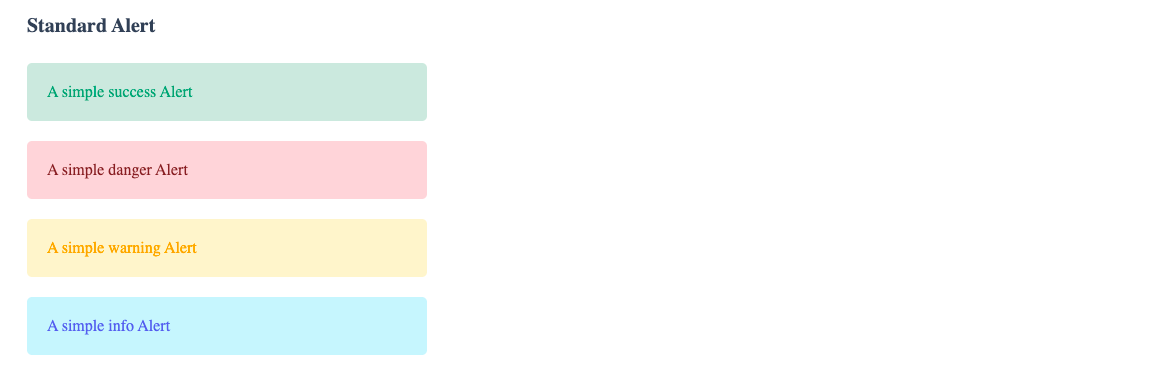 Standard Alert
A simple success Alert
A simple danger Alert
A simple warning Alert
A simple info Alert